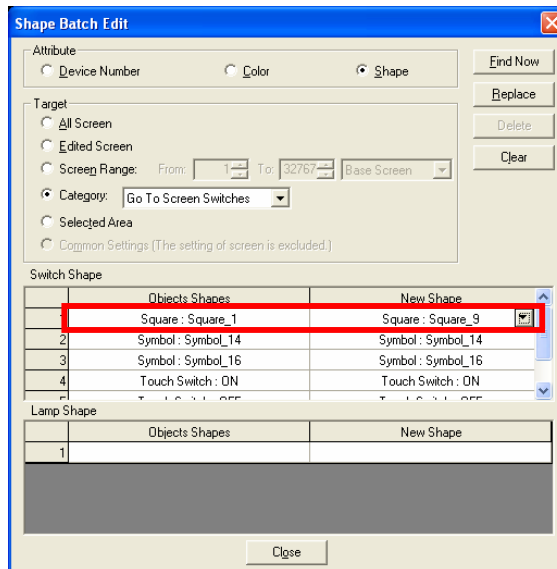 Shape Batch Edit
Attribute
Device Number Color Shape
Find Now
Replace
Delete
Clear
Target
All Screen
Edited Screen
Screen Range: From: 1 To: 32767 Base Screen
Category: Go To Screen Switches
Selected Area
Common Settings (The setting of screen is excluded.)
Switch Shape
Objects Shapes New Shape
1 Square : Square_1 Square : Square_9
2 Symbol : Symbol_14 Symbol : Symbol_14
3 Symbol : Symbol_16 Symbol : Symbol_16
4 Touch Switch : ON Touch Switch : ON
Lamp Shape
Objects Shapes New Shape
1
Close